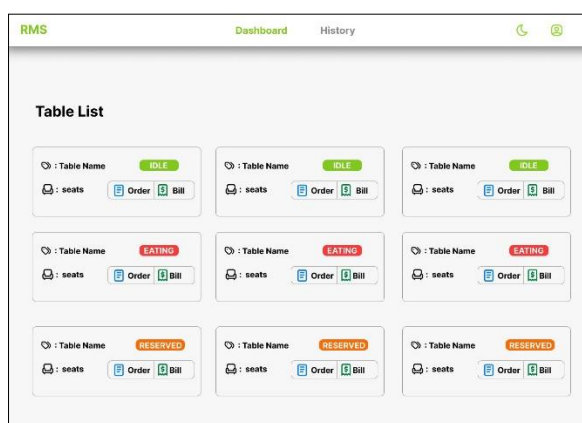 RMS Dashboard History
Table List
: Table Name IDLE : Table Name IDLE : Table Name IDLE
: seats Order Bill : seats Order Bill : seats Order Bill
: Table Name EATING : Table Name EATING : Table Name EATING
: seats Order Bill : seats Order Bill : seats Order Bill
: Table Name RESERVED : Table Name RESERVED : Table Name RESERVED
: seats Order Bill : seats Order Bill : seats Order Bill